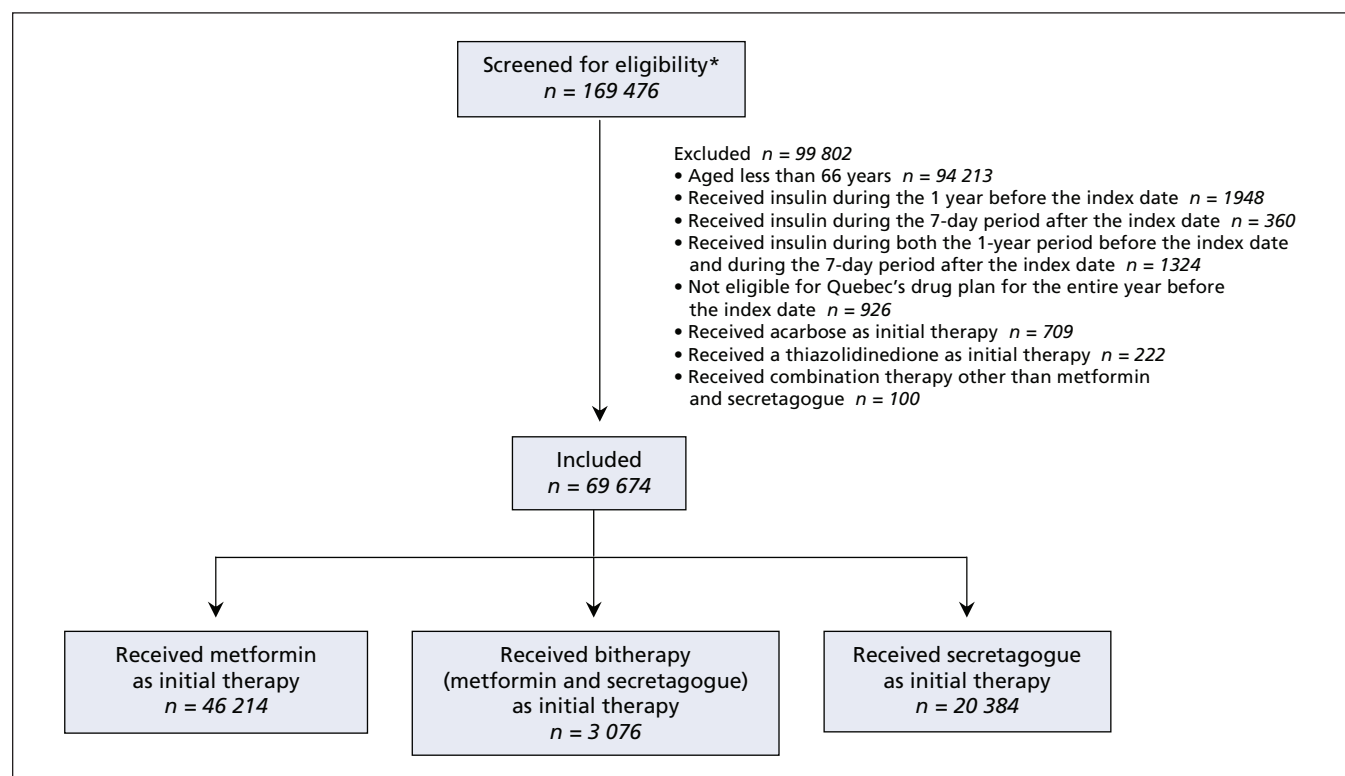 Screened for eligibility*
n = 169 476
Excluded n = 99 802
• Aged less than 66 years n = 94 213
• Received insulin during the 1 year before the index date n = 1948
• Received insulin during the 7-day period after the index date n = 360
• Received insulin during both the 1-year period before the index date
and during the 7-day period after the index date n = 1324
• Not eligible for Quebec’s drug plan for the entire year before
the index date n = 926
• Received acarbose as initial therapy n = 709
• Received a thiazolidinedione as initial therapy n = 222
• Received combination therapy other than metformin
and secretagogue n = 100
Included
n = 69 674
Received metformin
as initial therapy
n = 46 214
Received bitherapy
(metformin and secretagogue)
as initial therapy
n = 3 076
Received secretagogue
as initial therapy
n = 20 384